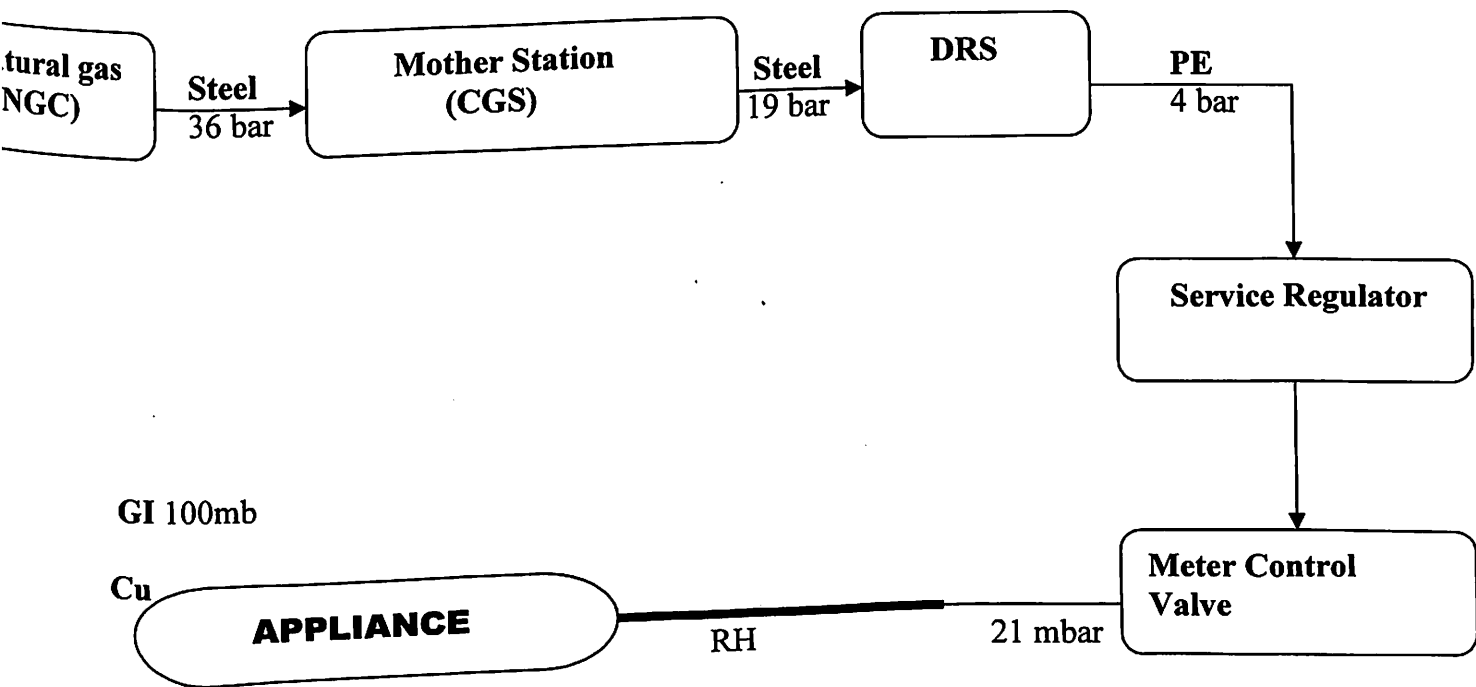 .tural gas
NGC)
Steel
36 bar
Mother Station
(CGS)
Steel
19 bar
DRS
PE
4 bar
Service Regulator
GI 100mb
Cu
APPLIANCE
RH
21 mbar
Meter Control
Valve